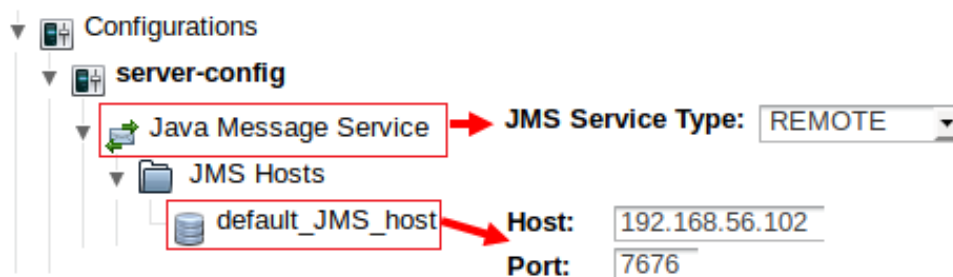 Configurations
server-config
Java Message Service
JMS Service Type: REMOTE
JMS Hosts
default_JMS_host
Host: 192.168.56.102
Port: 7676